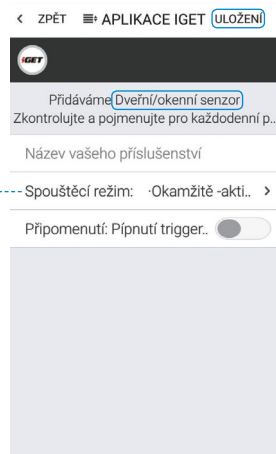 ZPĚT APLIKACE IGET ULOŽENÍ
iGET
Přidáváme Dveřní/okenní senzor
Zkontrolujte a pojmenujte pro každodenní p..
Název vašeho příslušenství
Spouštěcí režim: ·Okamžitě -akti..
Připomenutí: Pípnutí trigger..